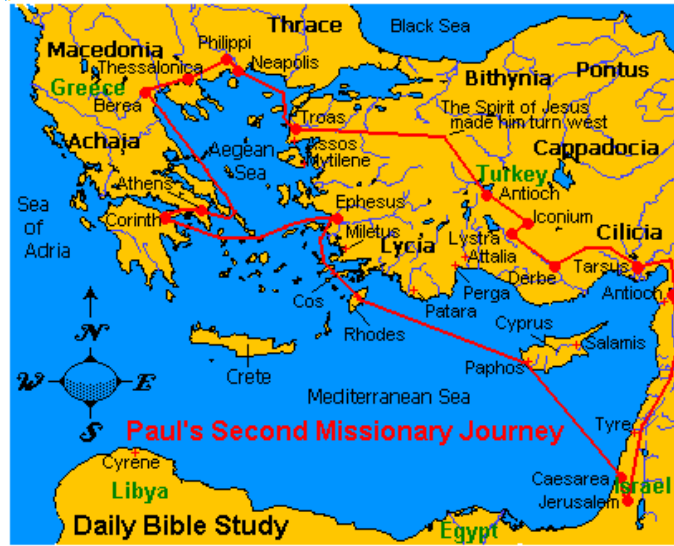 Thrace
Black Sea
Philippi
Macedonia
Neapolis
Thessalonica
Greece
Berea
Bithynia
Pontus
The Spirit of Jesus
made him turn west
Troas
Assos
Mytilene
Achaia
Aegean
Sea
Cappadocia
Turkey
Antioch
Athens
Ephesus
Iconium
Sea
of
Adria
Corinth
Miletus
Lycia
Lystra
Cilicia
Attalia
Derbe
Tarsus
Antioch
Cos
Perga
Patara
Rhodes
Cyprus
Salamis
N
W
E
S
Crete
Paphos
Mediterranean Sea
Tyre
Paul's Second Missionary Journey
Cyrene
Libya
Caesarea
Israel
Jerusalem
Daily Bible Study
Egypt